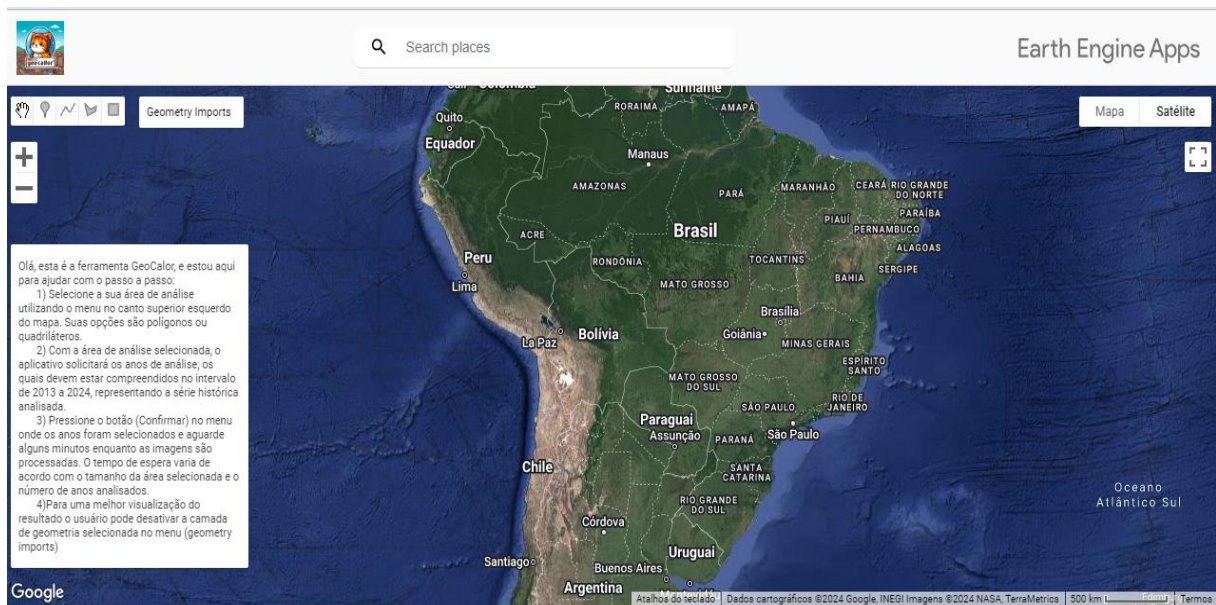 geocallor
Search places
Earth Engine Apps
Geometry Imports
Mapa Satélite
Olá, esta é a ferramenta GeoCalor, e estou aqui
para ajudar com o passo a passo:
1) Selecione a sua área de análise
utilizando o menu no canto superior esquerdo
do mapa. Suas opções são polígonos ou
quadriláteros.
2) Com a área de análise selecionada, o
aplicativo solicitará os anos de análise, os
quais devem estar compreendidos no intervalo
de 2013 a 2024, representando a série histórica
analisada.
3) Pressione o botão (Confirmar) no menu
onde os anos foram selecionados e aguarde
alguns minutos enquanto as imagens são
processadas. O tempo de espera varia de
acordo com o tamanho da área selecionada e o
número de anos analisados.
4)Para uma melhor visualização do
resultado o usuário pode desativar a camada
de geometria selecionada no menu (geometry
imports)
Suriname
RORAIMA
AMAPÁ
Quito
Equador
Manaus
AMAZONAS
PARÁ
MARANHÃO
CEARÁ
RIO GRANDE
DO NORTE
PARAÍBA
PIAUÍ
PERNAMBUCO
ACRE
Brasil
ALAGOAS
Peru
RONDÔNIA
TOCANTINS
SERGIPE
BAHIA
Lima
MATO GROSSO
Brasília
La Paz
Bolívia
Goiânia
MINAS GERAIS
ESPÍRITO
SANTO
MATO GROSSO
DO SUL
RIO DE
JANEIRO
SÃO PAULO
Paraguai
Assunção
PARANÁ
São Paulo
Chile
SANTA
CATARINA
Oceano
Atlântico Sul
RIO GRANDE
DO SUL
Córdova
Uruguai
Santiago
Buenos Aires
Argentina
Google
Atalhos do teclado
Dados cartográficos ©2024 Google, INEGI Imagens ©2024 NASA, TerraMetrics
500 km
Termos